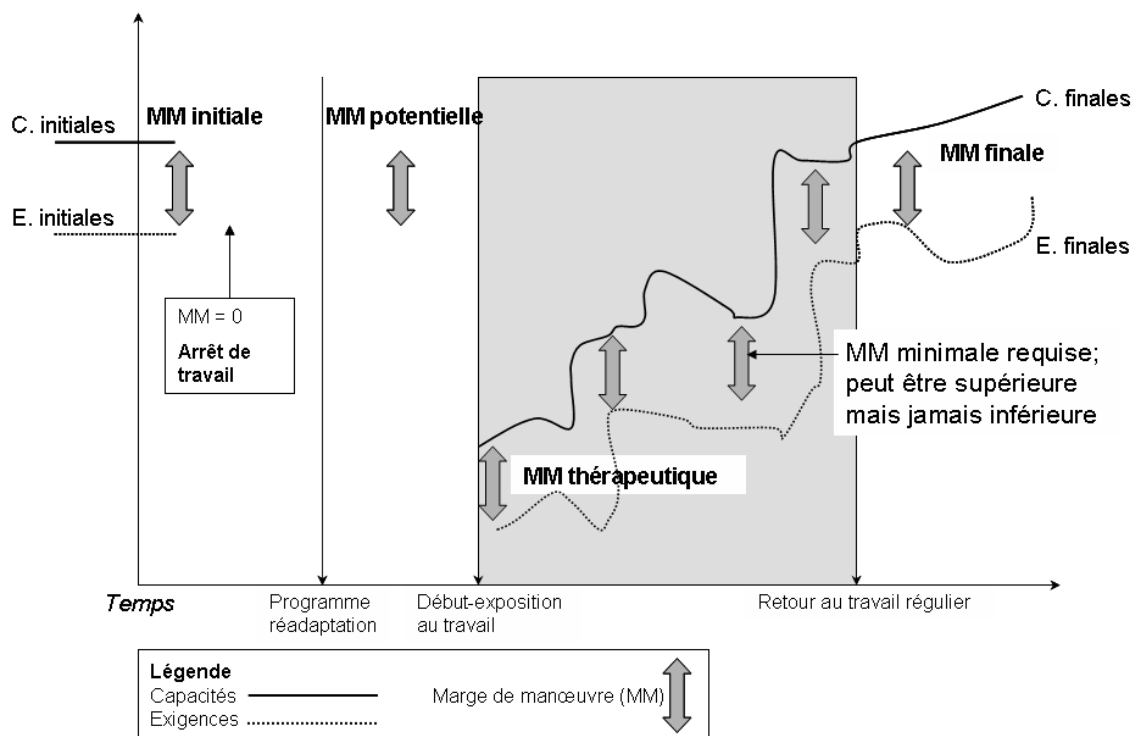 MM initiale
MM potentielle
C. initiales
C. finales
MM finale
E. initiales
E. finales
MM = 0
Arrêt de
travail
MM minimale requise;
peut être supérieure
mais jamais inférieure
MM thérapeutique
Temps
Programme
réadaptation
Début-exposition
au travail
Retour au travail régulier
Légende
Capacités
Exigences
Marge de manœuvre (MM)